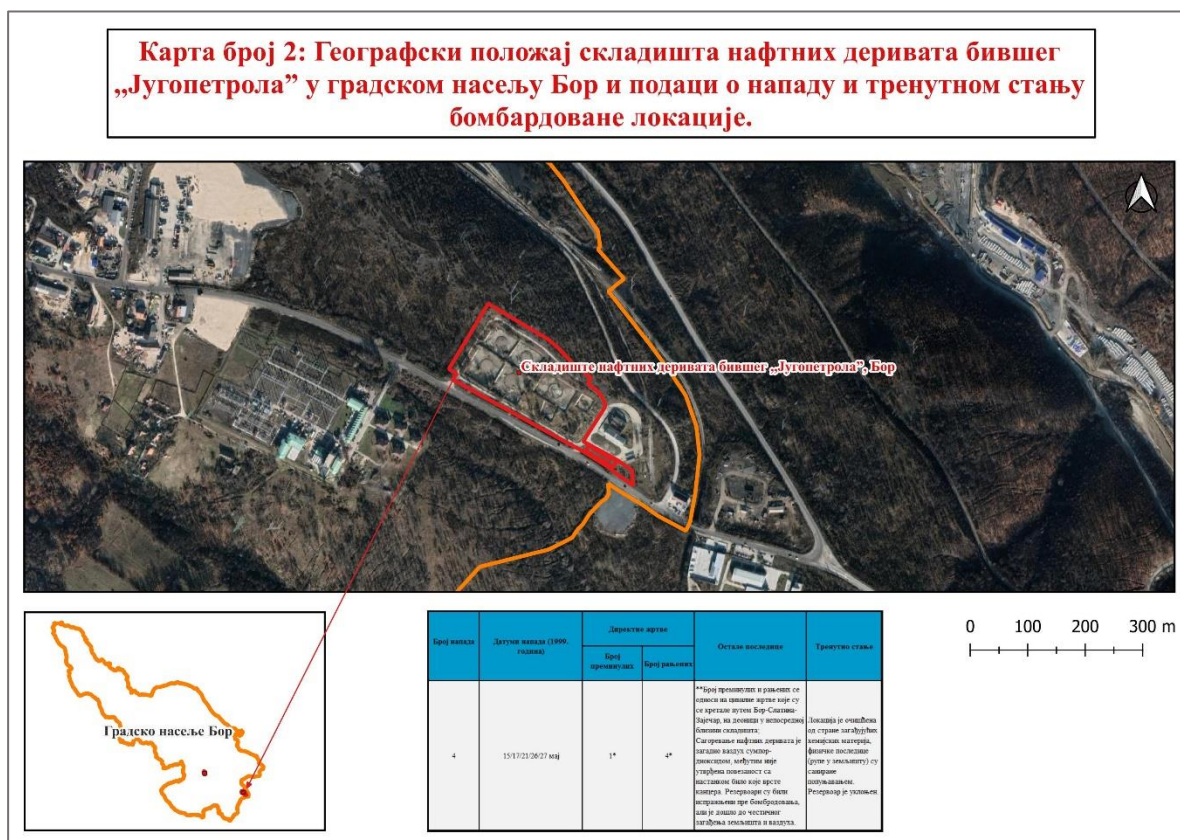 Карта број 2: Географски положај складишта нафтних деривата бившег
„Југопетрола” у градском насељу Бор и подаци о нападу и тренутном стању
бомбардоване локације.
Складиште нафтних деривата бившег „Југопетрола”, Бор
Градско насеље Бор
Број напада
Датуми напада (1999.
година)
Директне жртве
Број
преминулих
Број рањених
Остале последице
Тренутно стање
4
15/17/21/26/27 мај
1*
4*
**Број преминулих и рањених се
односи на цивилне жртве које су
се кретале путем Бор-Слатина-
Зајечар, на деоници у непосредној
близини складишта;
Сагоревање нафтних деривата је
загадио ваздух сумпор-
диоксидом, међутим није
утврђена повезаност са
настанком било које врсте
канцера. Резервоари су били
испражњени пре бомбродовања,
али је дошло до честичног
загађења земљишта и ваздуха.
Локација је очишћена
од стране загађујућих
хемијских материја,
физичке последице
(рупе у земљишту) су
саниране
попуњавањем.
Резервоар је уклоњен
0 100 200 300 m